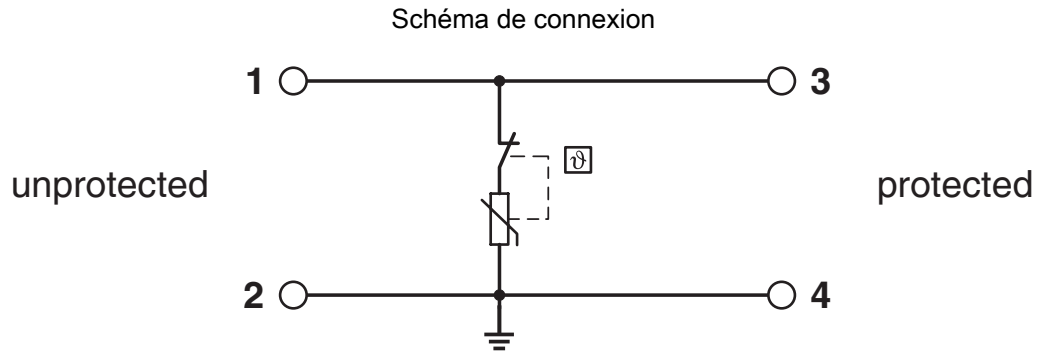 Schéma de connexion
1
3
ϑ
unprotected
protected
2
4